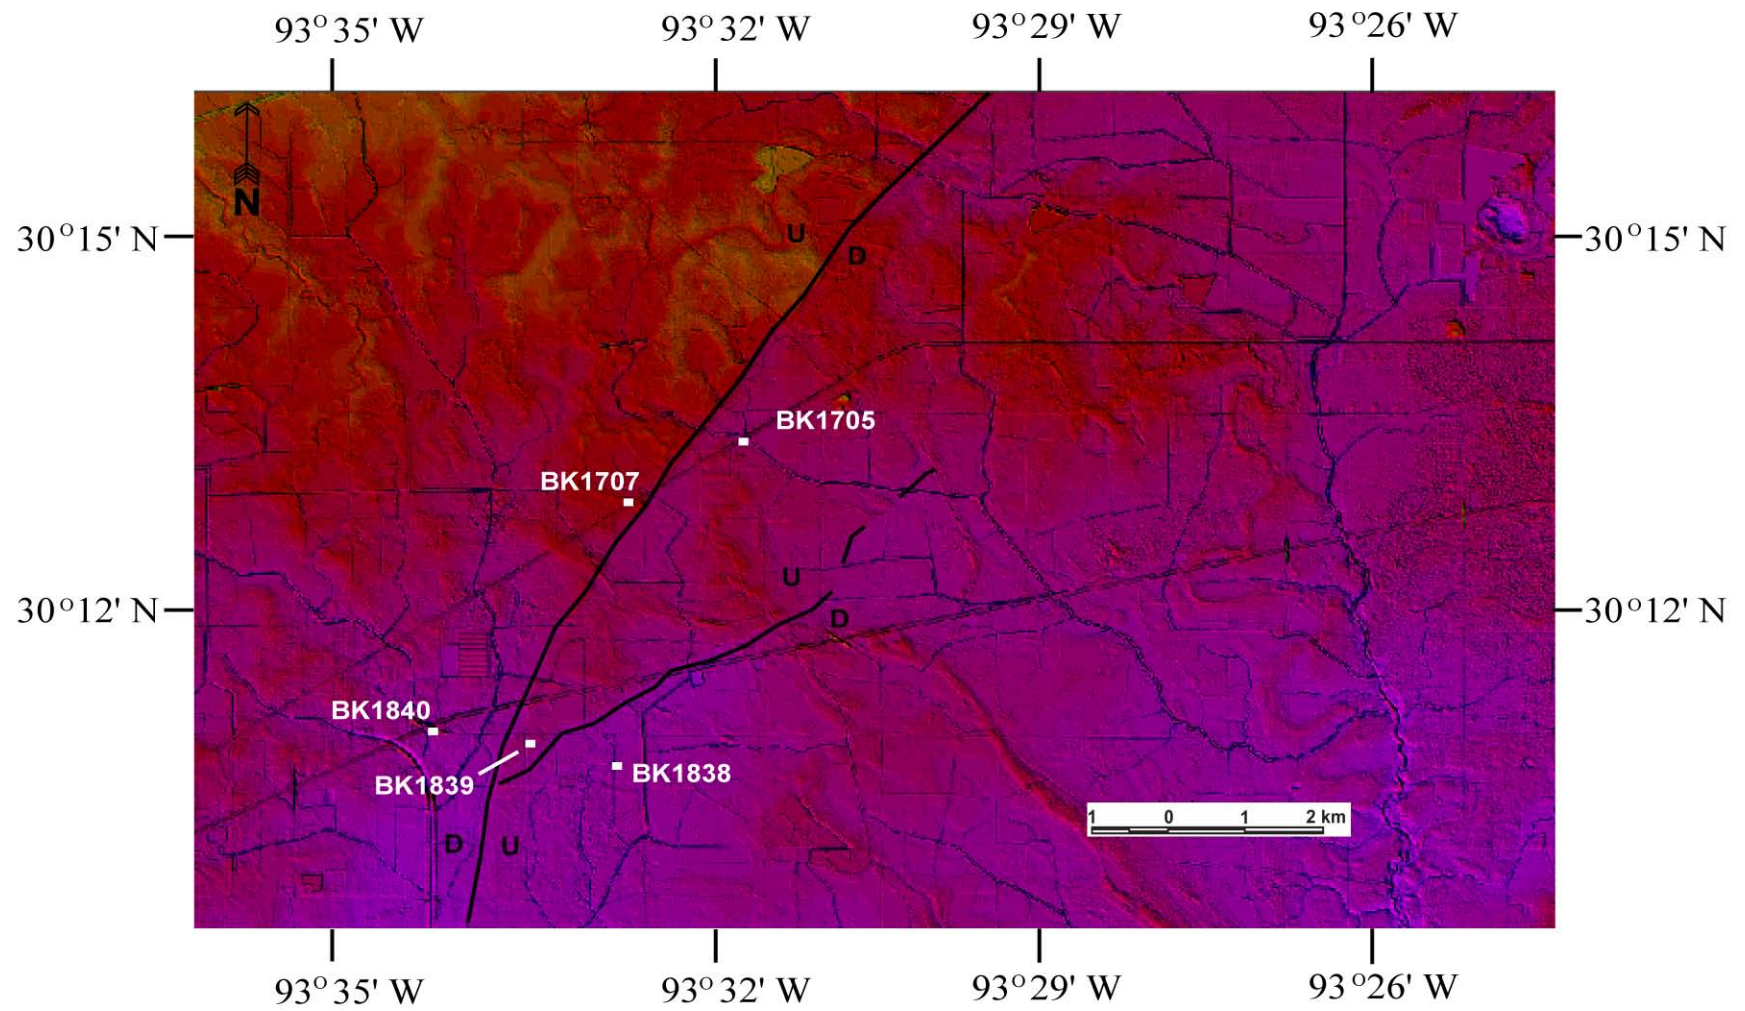 93°35' W 93°32' W 93°29' W 93°26' W
N
30°15' N U D 30°15' N
BK1705
BK1707
U
30°12' N D 30°12' N
BK1840
BK1839 BK1838
1 0 1 2 km
D U
93°35' W 93°32' W 93°29' W 93°26' W